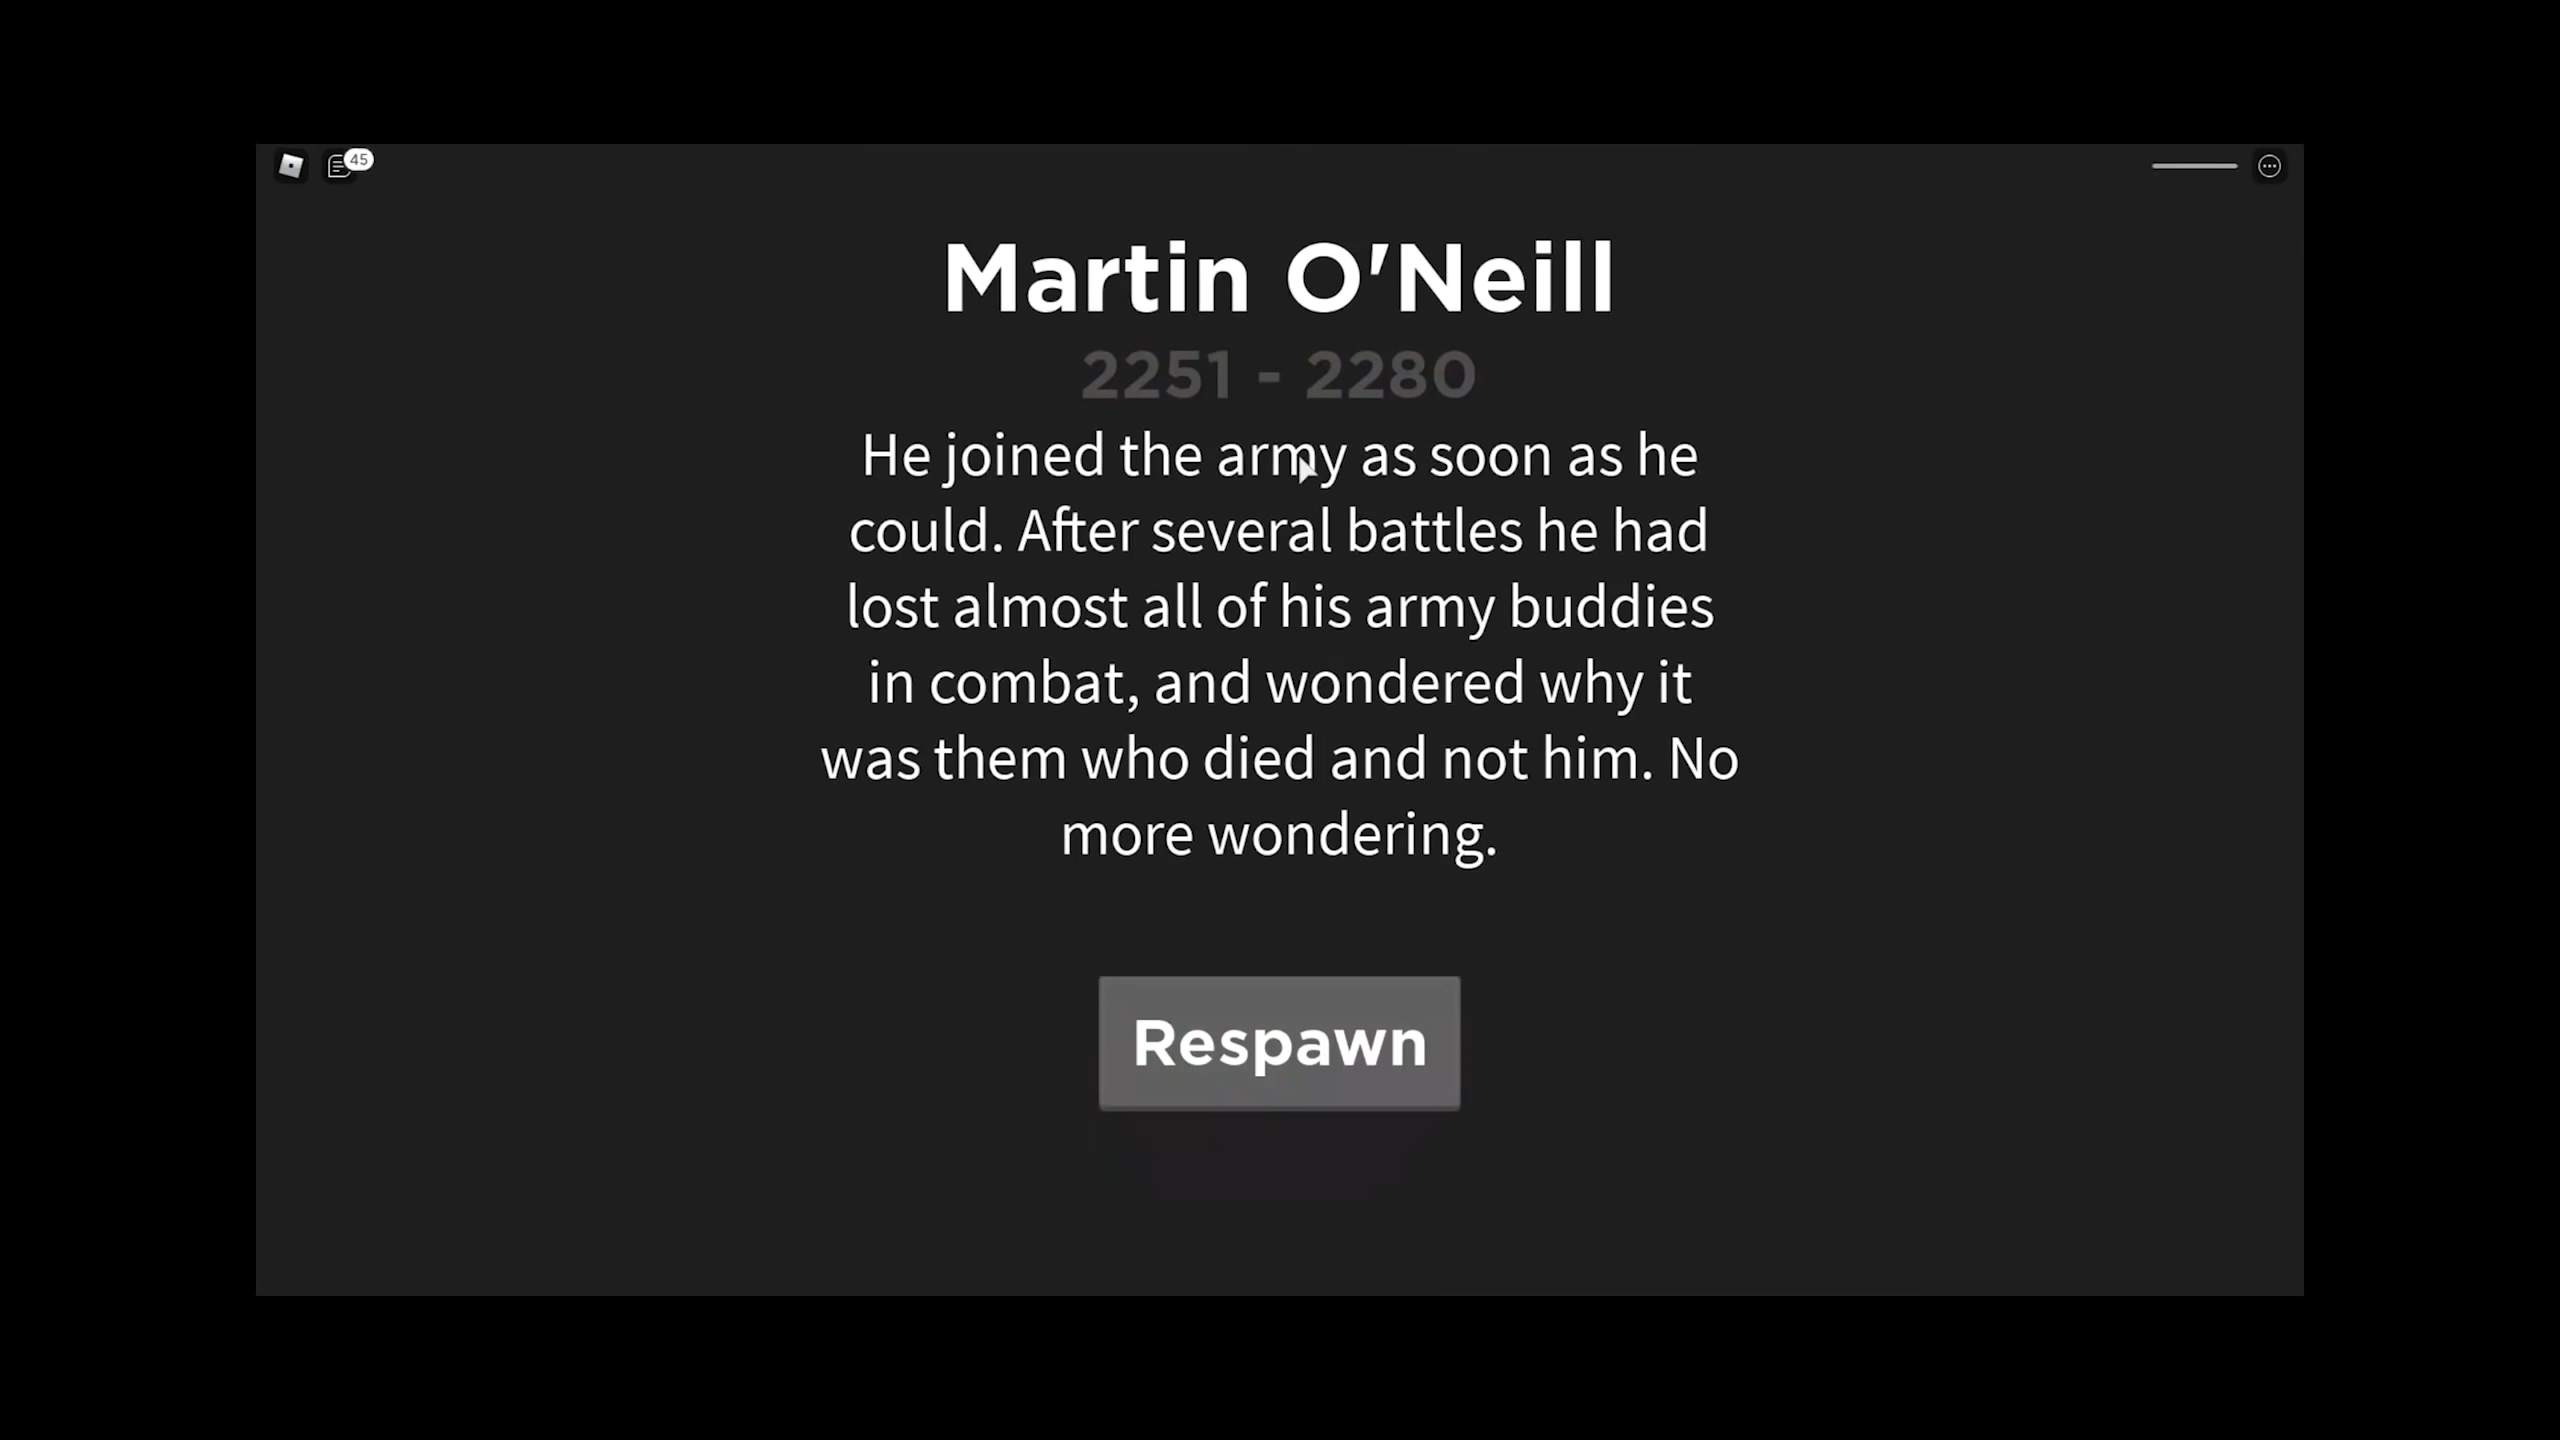 45
Martin O'Neill
2251 - 2280
He joined the army as soon as he
could. After several battles he had
lost almost all of his army buddies
in combat, and wondered why it
was them who died and not him. No
more wondering.
Respawn